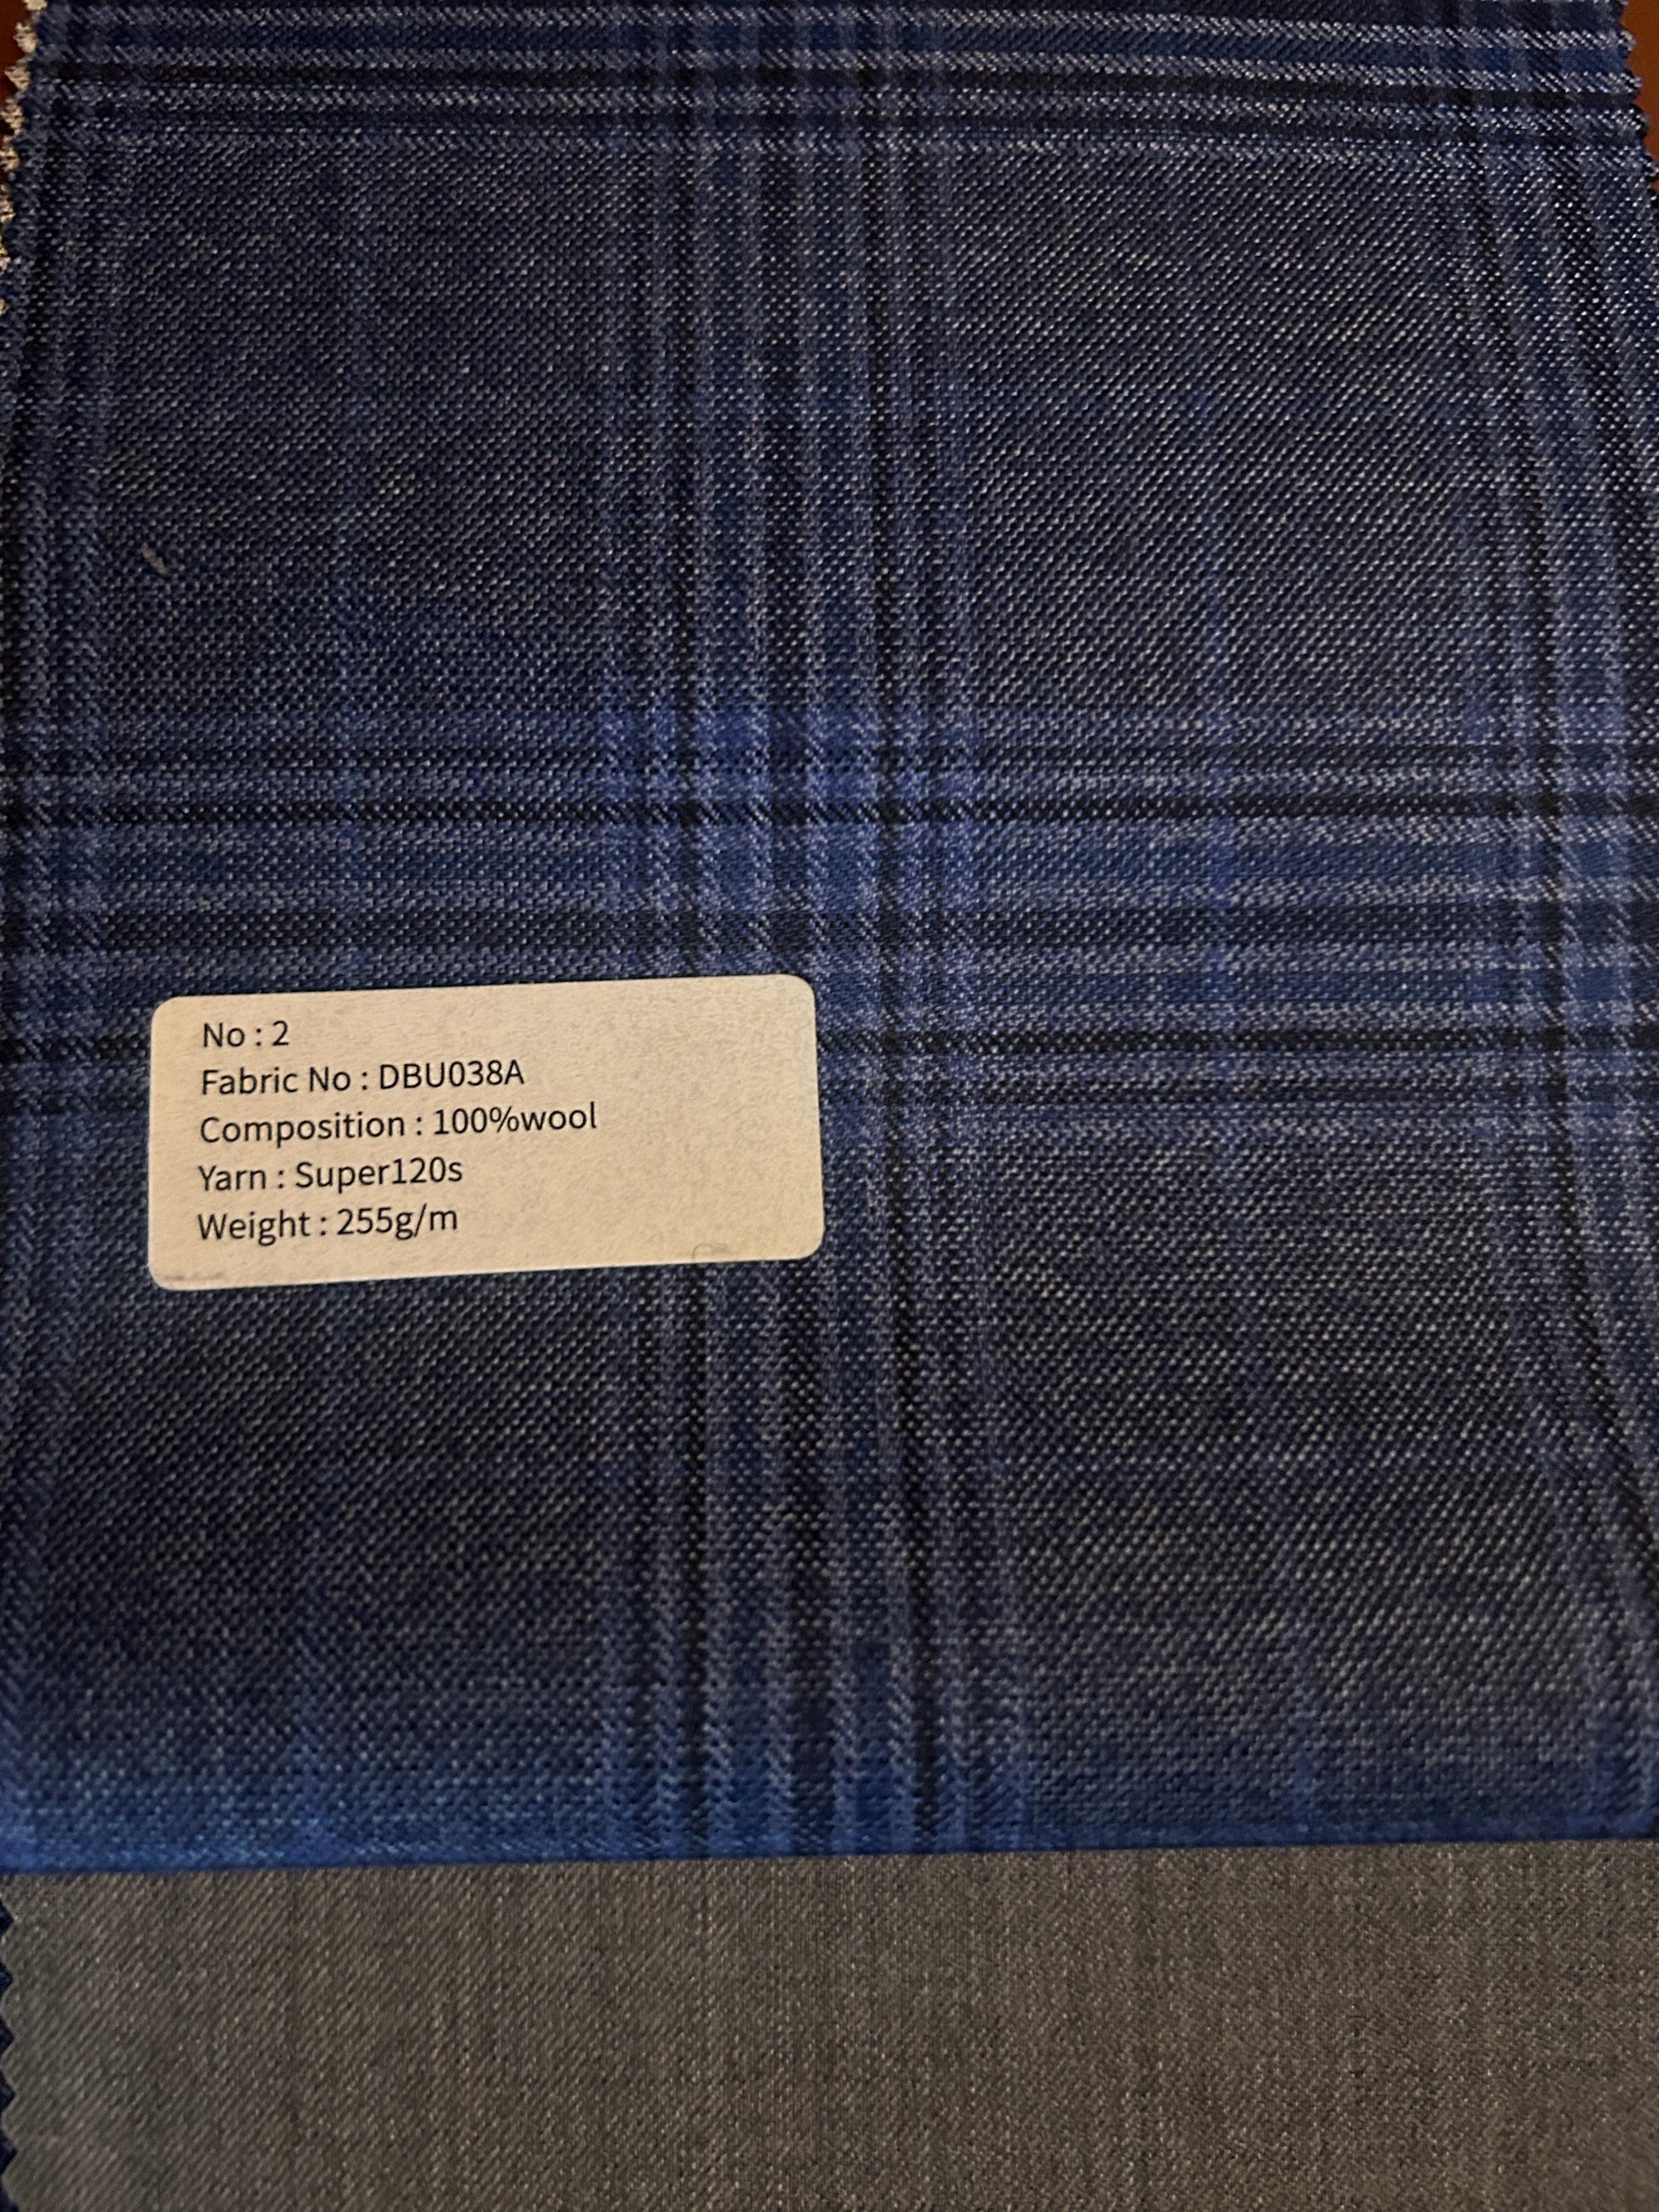 No : 2
Fabric No : DBU038A
Composition : 100%wool
Yarn : Super120s
Weight : 255g/m